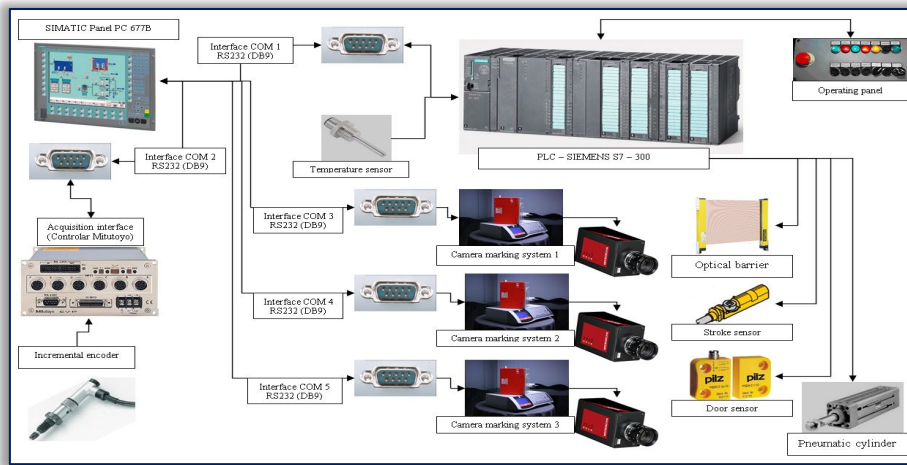 SIMATIC Panel PC 677B
Interface COM 1
RS232 (DB9)
SIEMENS
Operating panel
Interface COM 2
RS232 (DB9)
Temperature sensor
PLC – SIEMENS S7 – 300
Acquisition interface
(Controlar Mitutoyo)
Interface COM 3
RS232 (DB9)
Camera marking system 1
Optical barrier
Mitutoyo
Interface COM 4
RS232 (DB9)
Camera marking system 2
Stroke sensor
Incremental encoder
Interface COM 5
RS232 (DB9)
pilz
pilz
Camera marking system 3
Door sensor
Pneumatic cylinder